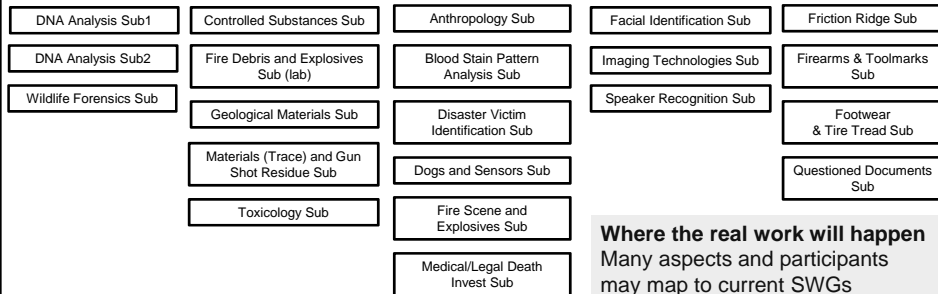 DNA Analysis Sub1
DNA Analysis Sub2
Wildlife Forensics Sub
Controlled Substances Sub
Fire Debris and Explosives
Sub (lab)
Geological Materials Sub
Materials (Trace) and Gun
Shot Residue Sub
Toxicology Sub
Anthropology Sub
Blood Stain Pattern
Analysis Sub
Disaster Victim
Identification Sub
Dogs and Sensors Sub
Fire Scene and
Explosives Sub
Medical/Legal Death
Invest Sub
Facial Identification Sub
Imaging Technologies Sub
Speaker Recognition Sub
Friction Ridge Sub
Firearms & Toolmarks
Sub
Footwear
& Tire Tread Sub
Questioned Documents
Sub
Where the real work will happen
Many aspects and participants
may map to current SWGs